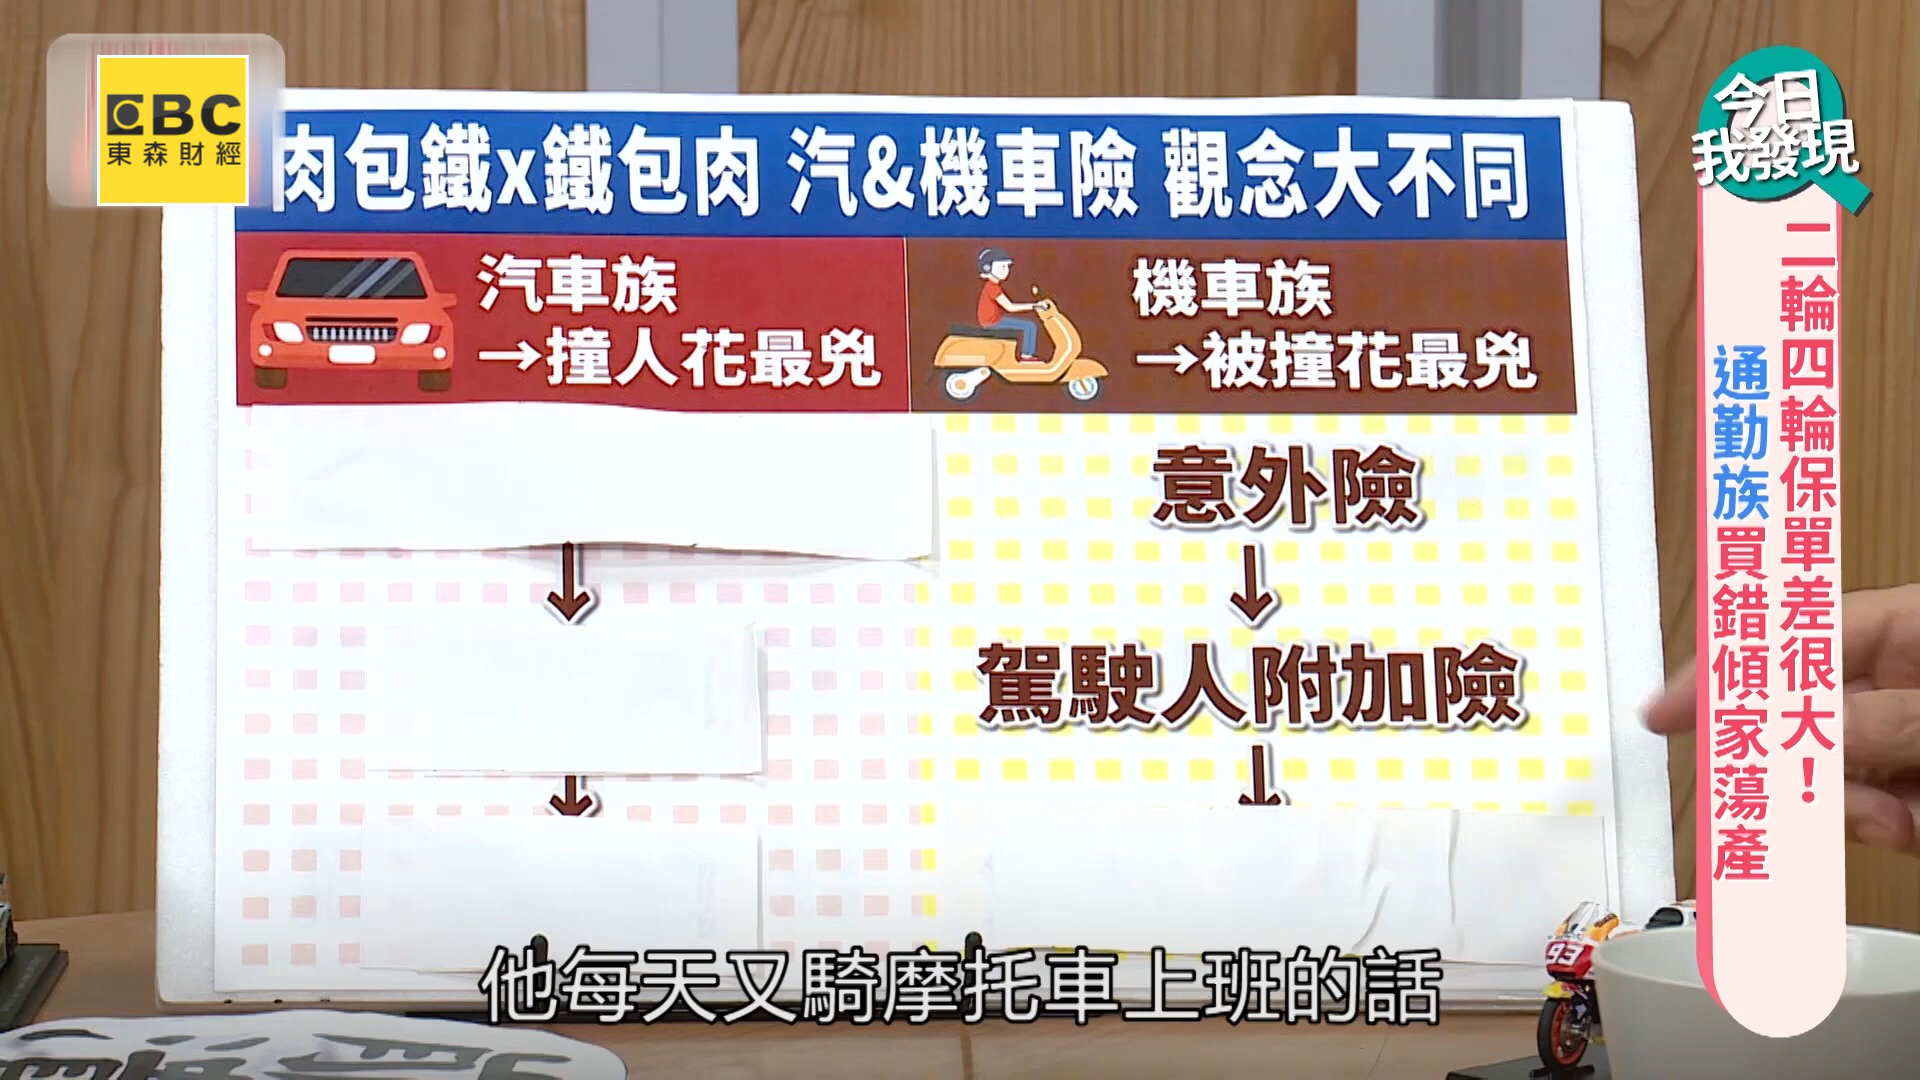 EBC
東森財經
肉包鐵x鐵包肉 汽&機車險 觀念大不同
汽車族
→撞人花最兇
機車族
→被撞花最兇
意外險
↓
駕駛人附加險
今日
我發現
二輪四輪保單差很大！
通勤族買錯傾家蕩產
93
他每天又騎摩托車上班的話